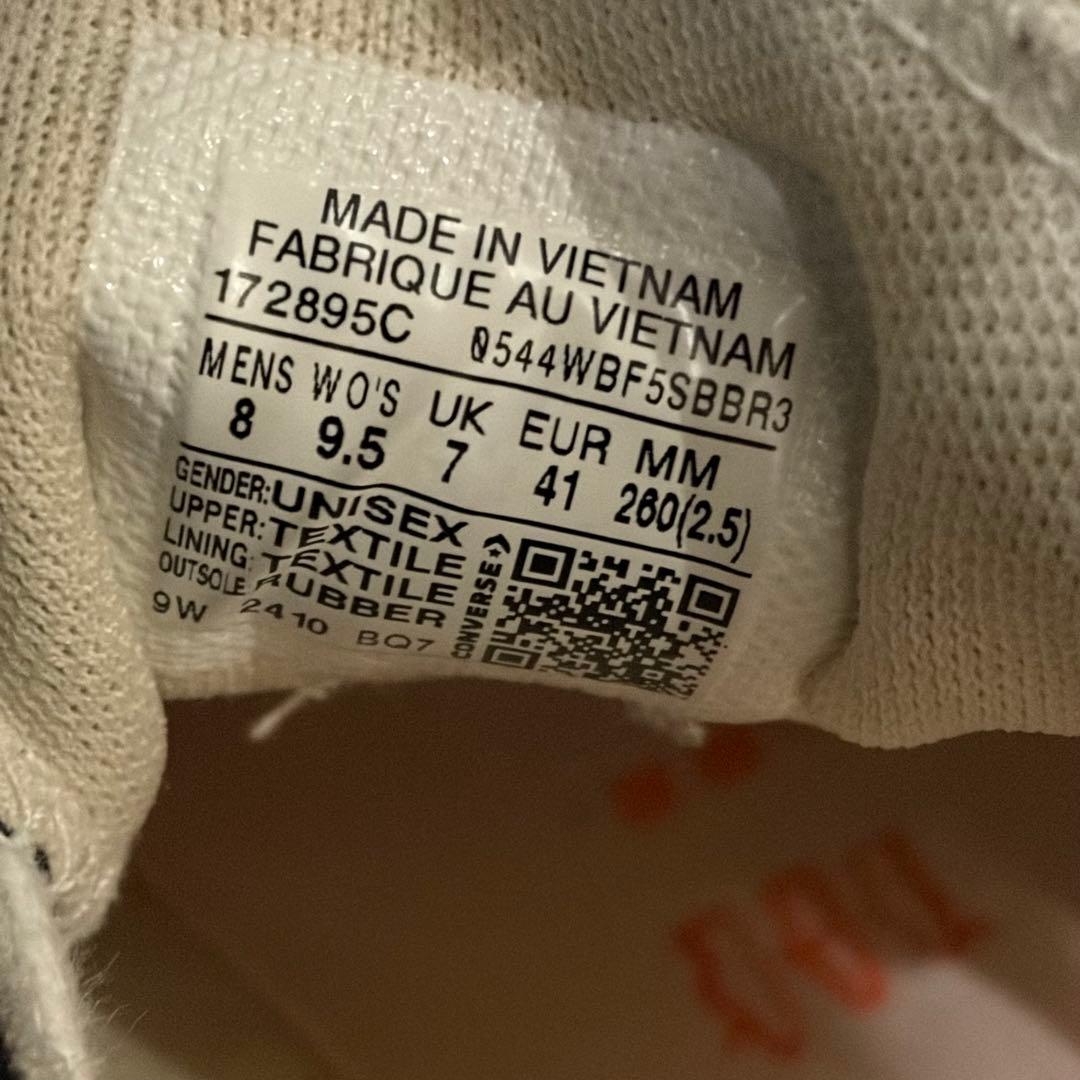 MADE IN VIETNAM
FABRIQUE AU VIETNAM
172895C 0544WBF5SBBR3
MENS WO'S UK EUR MM
8 9.5 7 41 260(2.5)
GENDER: UNISEX
UPPER: TEXTILE
LINING: TEXTILE
OUTSOLE RUBBER
9W 2410 BQ7
CONVERSE